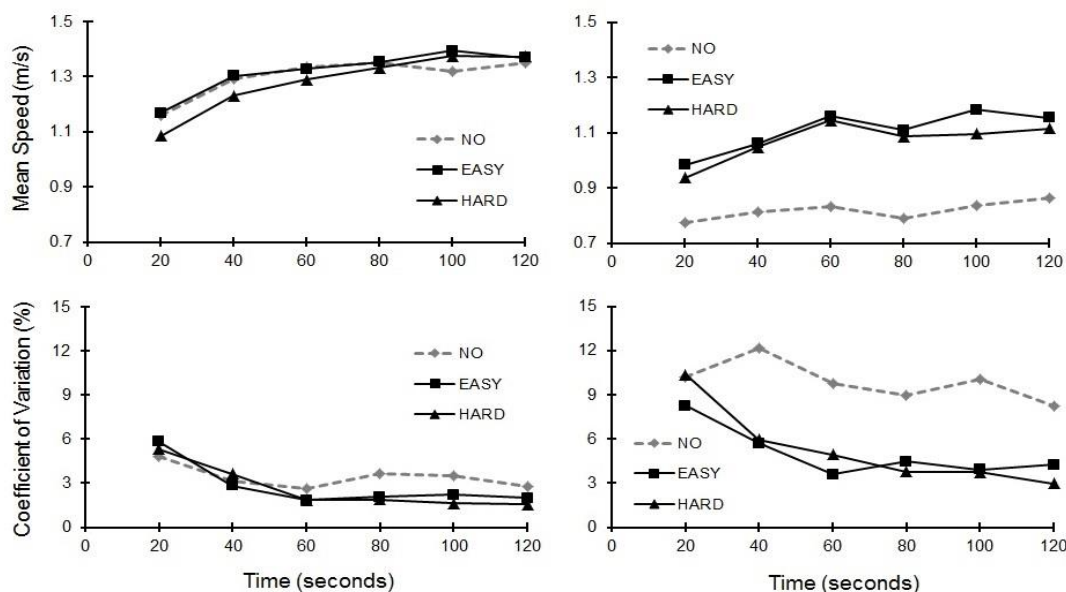 Mean Speed (m/s)
1.5
1.3
1.1
0.9
0.7
NO
EASY
HARD
0 20 40 60 80 100 120
1.5
1.3
1.1
0.9
0.7
NO
EASY
HARD
0 20 40 60 80 100 120
Coefficient of Variation (%)
15
12
9
6
3
0
NO
EASY
HARD
0 20 40 60 80 100 120
Time (seconds)
15
12
9
6
3
0
NO
EASY
HARD
0 20 40 60 80 100 120
Time (seconds)